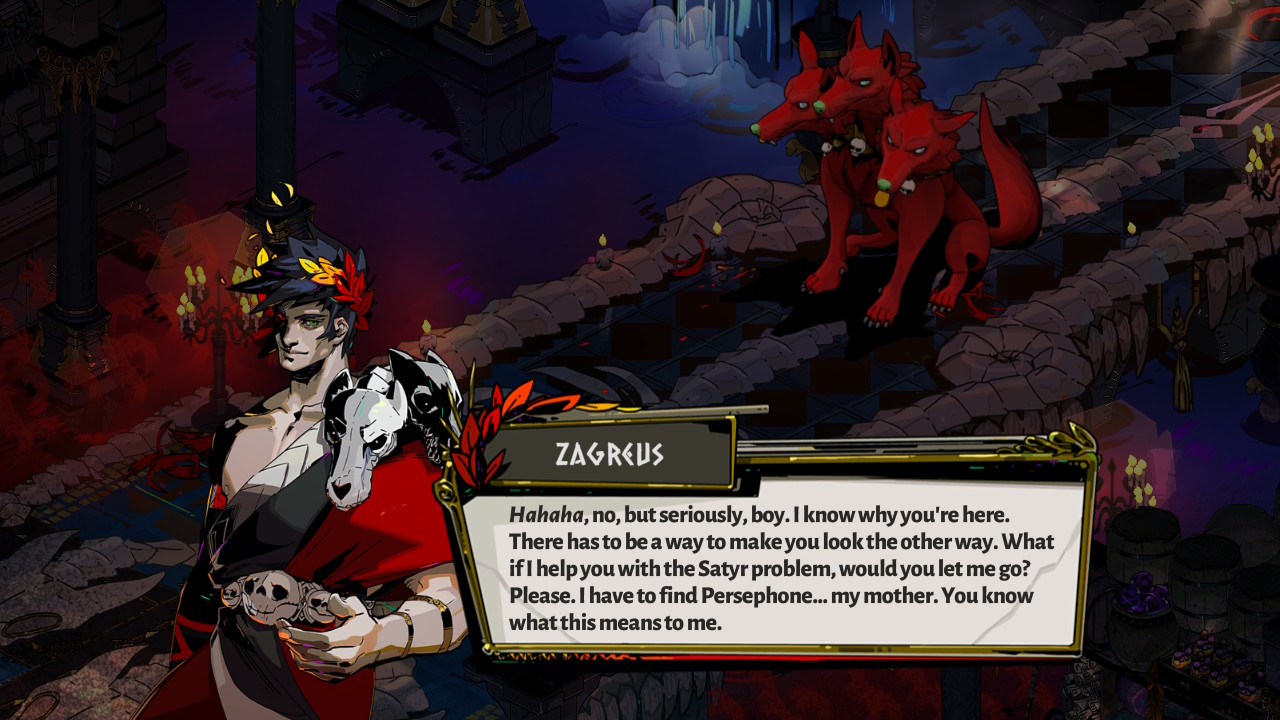 ZAGREUS
Hahaha, no, but seriously, boy. I know why you're here.
There has to be a way to make you look the other way. What
if I help you with the Satyr problem, would you let me go?
Please. I have to find Persephone... my mother. You know
what this means to me.